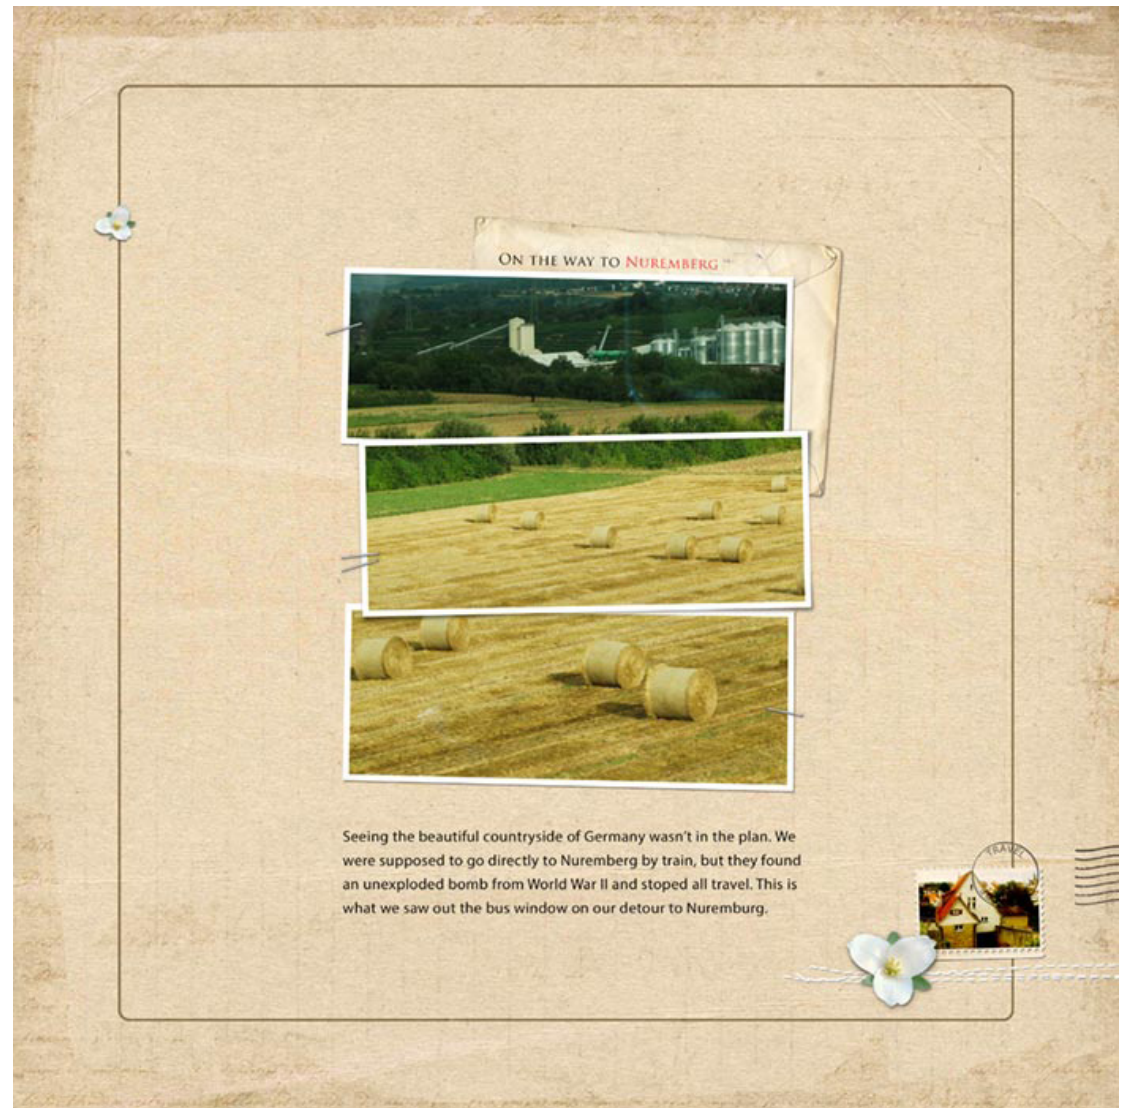 On the way to Nuremberg
Seeing the beautiful countryside of Germany wasn't in the plan. We
were supposed to go directly to Nuremberg by train, but they found
an unexploded bomb from World War II and stoped all travel. This is
what we saw out the bus window on our detour to Nuremburg.
TRAVEL